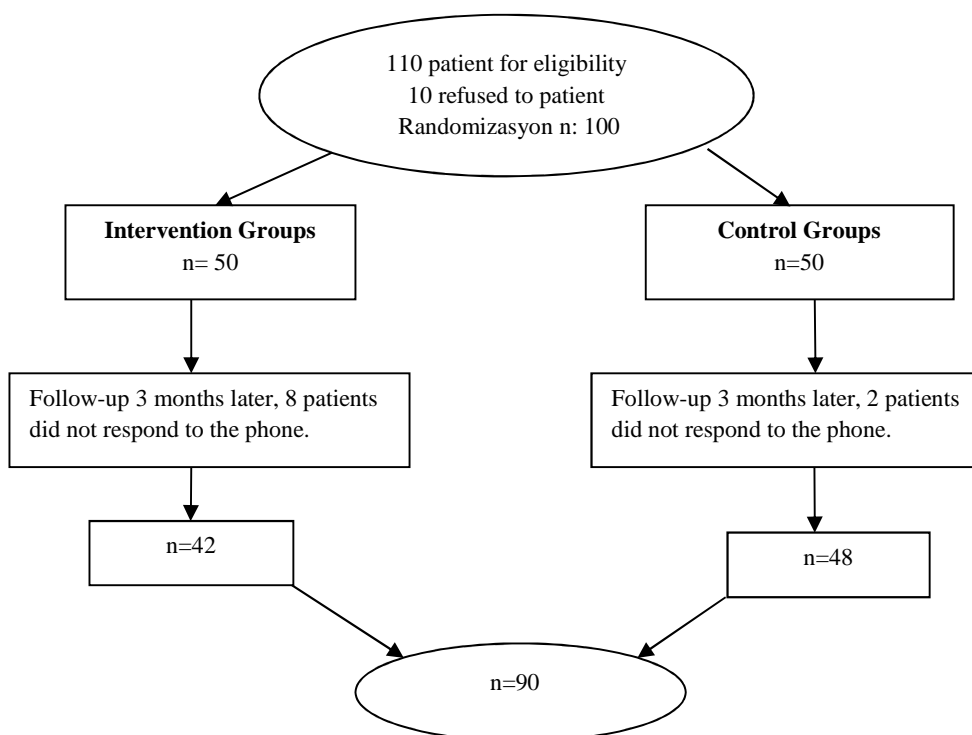 110 patient for eligibility
10 refused to patient
Randomizasyon n: 100
Intervention Groups
n= 50
Control Groups
n=50
Follow-up 3 months later, 8 patients
did not respond to the phone.
Follow-up 3 months later, 2 patients
did not respond to the phone.
n=42
n=48
n=90